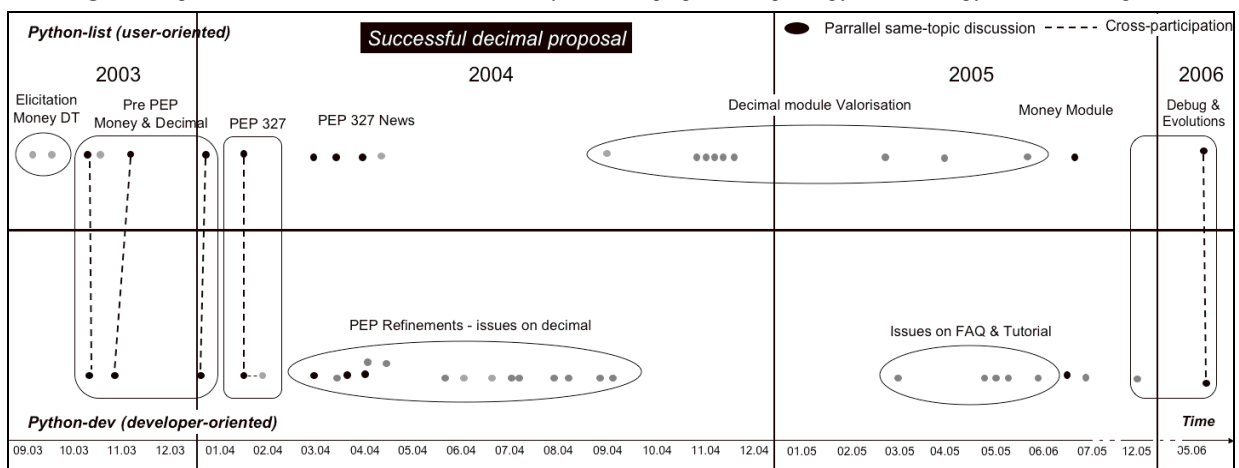 Python-list (user-oriented)
Successful decimal proposal
Parrallel same-topic discussion
Cross-participation
2003
2004
2005
2006
Elicitation
Money DT
Pre PEP
Money & Decimal
PEP 327
PEP 327 News
Decimal module Valorisation
Money Module
Debug &
Evolutions
PEP Refinements - issues on decimal
Issues on FAQ & Tutorial
Python-dev (developer-oriented)
Time
09.03 10.03 11.03 12.03 01.04 02.04 03.04 04.04 05.04 06.04 07.04 08.04 09.04 10.04 11.04 12.04 01.05 02.05 03.05 04.05 05.05 06.06 07.05 12.05 05.06